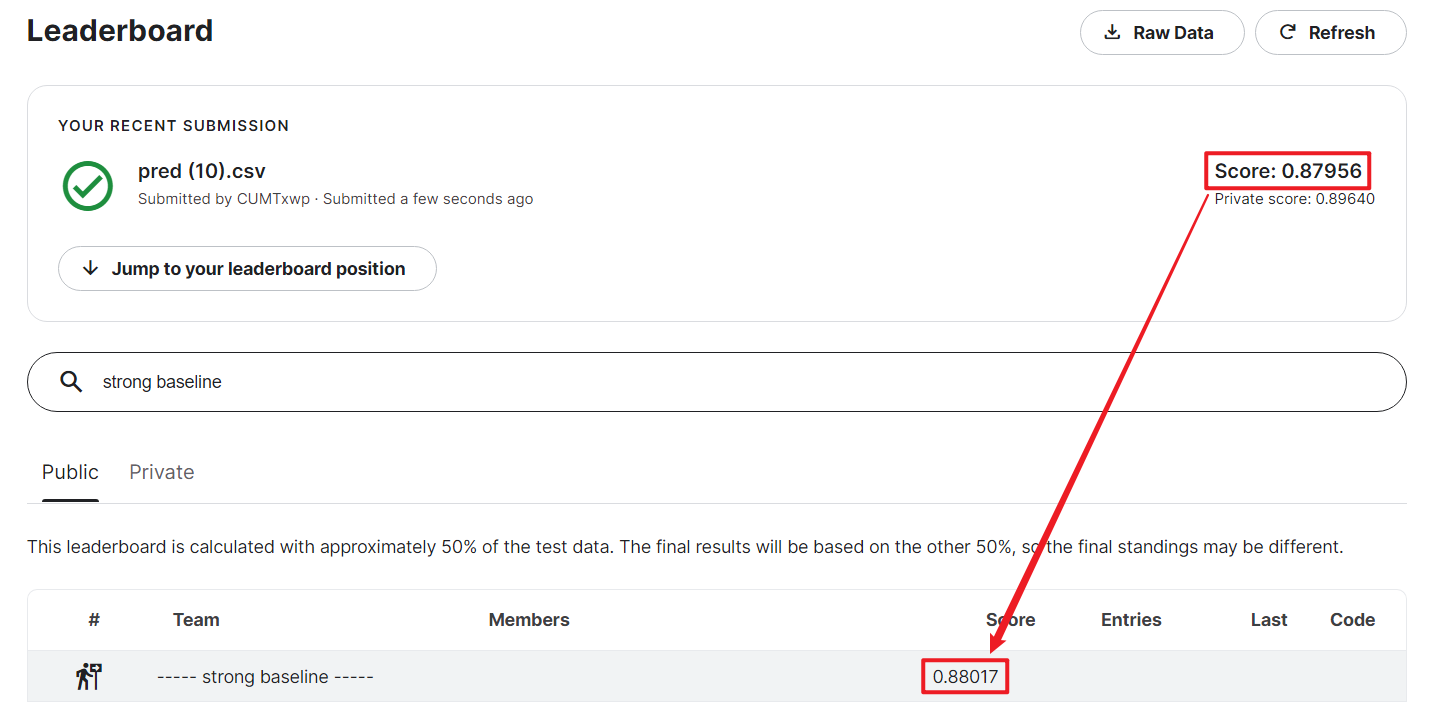 Leaderboard
Raw Data
Refresh
YOUR RECENT SUBMISSION
pred (10).csv
Score: 0.87956
Submitted by CUMTxwp · Submitted a few seconds ago
Private score: 0.89640
Jump to your leaderboard position
strong baseline
Public
Private
This leaderboard is calculated with approximately 50% of the test data. The final results will be based on the other 50%, so the final standings may be different.
# Team Members Score Entries Last Code
----- strong baseline ----- 0.88017